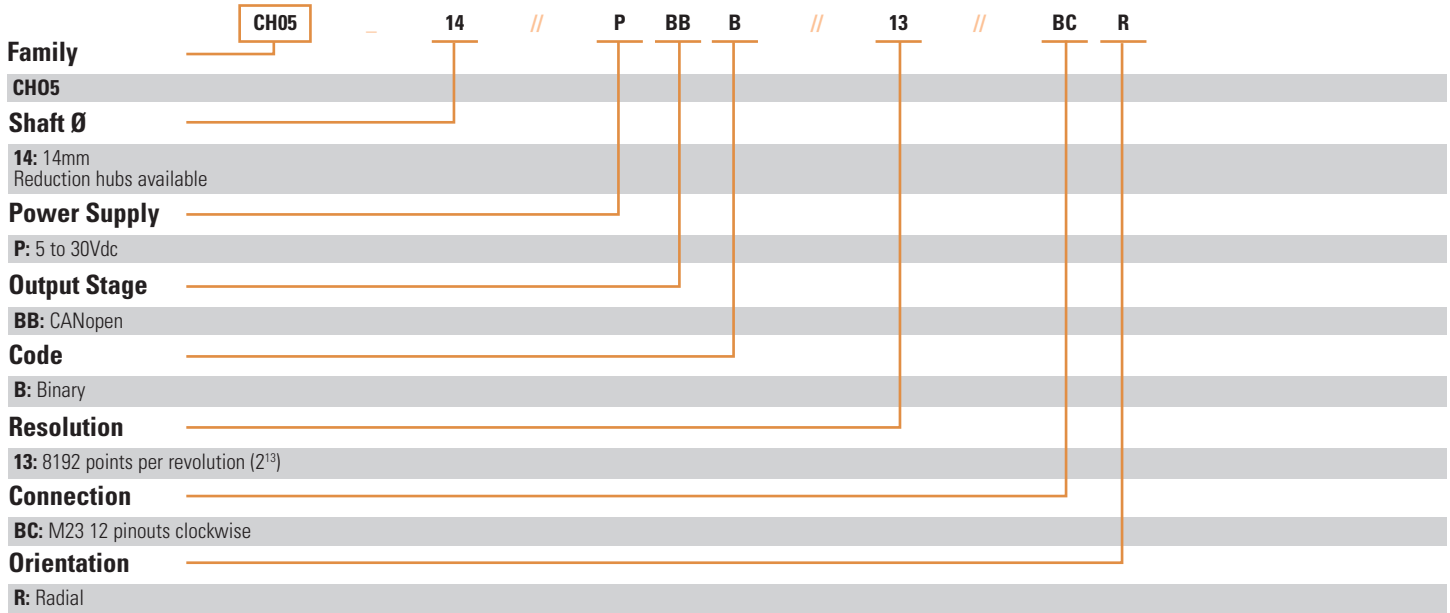 CH05 _ 14 // P BB B // 13 // BC R
Family
CHO5
Shaft Ø
14: 14mm
Reduction hubs available
Power Supply
P: 5 to 30Vdc
Output Stage
BB: CANopen
Code
B: Binary
Resolution
13: 8192 points per revolution (2¹³)
Connection
BC: M23 12 pinouts clockwise
Orientation
R: Radial